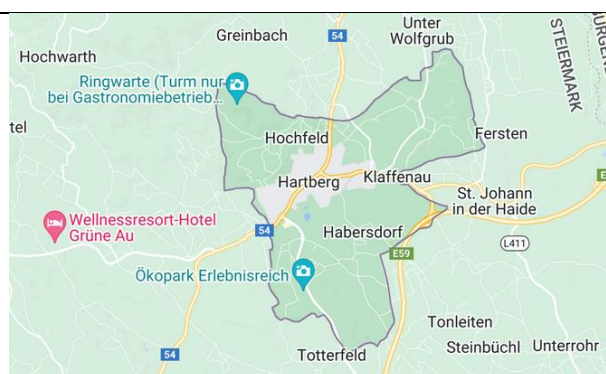 Unter
Wolfgrub
Greinbach
54
Hochwarth
STEIERMARK
Ringwarte (Turm nur
bei Gastronomiebetrieb...
tel
Hochfeld
Fersten
Hartberg
Klaffenau
St. Johann
in der Haide
E
Wellnessresort-Hotel
Grüne Au
54
Habersdorf
L411
E59
Ökopark Erlebnisreich
Tonleiten
54
Totterfeld
Steinbüchl
Unterrohr